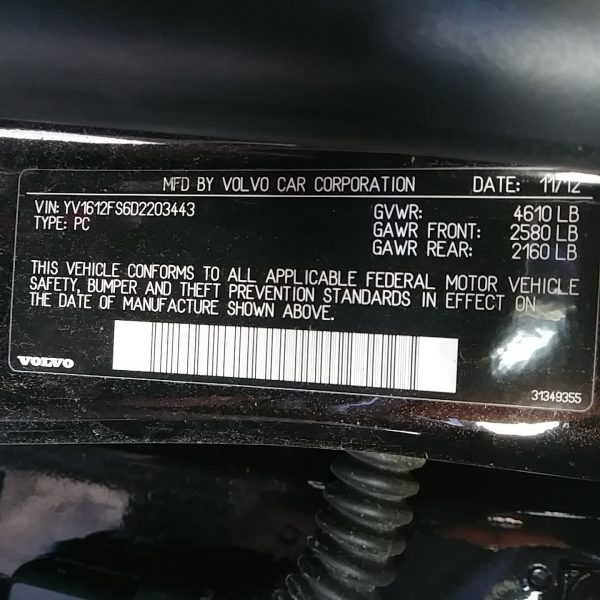 MFD BY VOLVO CAR CORPORATION DATE: 11/12
VIN: YV1612FS6D2203443 GVWR: 4610 LB
TYPE: PC GAWR FRONT: 2580 LB
GAWR REAR: 2160 LB
THIS VEHICLE CONFORMS TO ALL APPLICABLE FEDERAL MOTOR VEHICLE
SAFETY, BUMPER AND THEFT PREVENTION STANDARDS IN EFFECT ON
THE DATE OF MANUFACTURE SHOWN ABOVE.
VOLVO 31349355